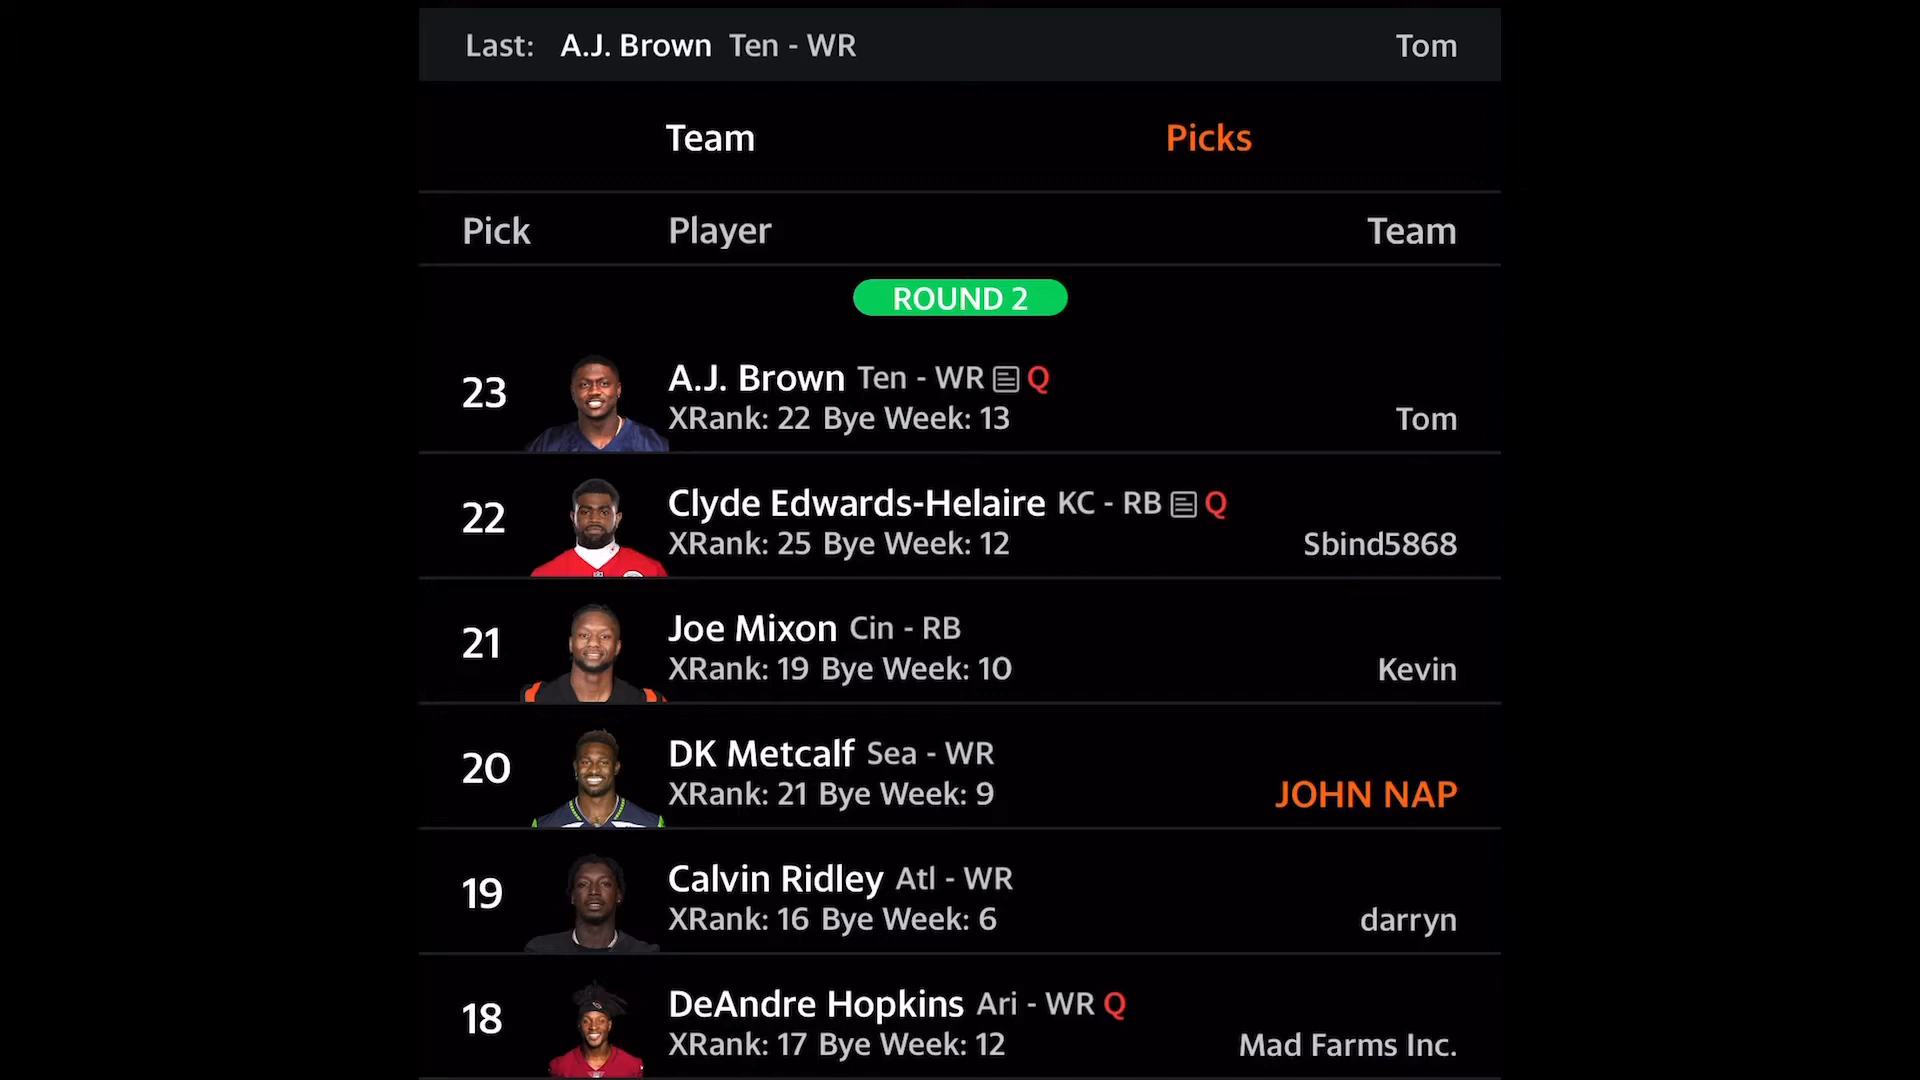 Last: A.J. Brown Ten - WR Tom
Team Picks
Pick Player Team
ROUND 2
23 A.J. Brown Ten - WR Q
XRank: 22 Bye Week: 13 Tom
22 Clyde Edwards-Helaire KC - RB Q
XRank: 25 Bye Week: 12 Sbind5868
21 Joe Mixon Cin - RB
XRank: 19 Bye Week: 10 Kevin
20 DK Metcalf Sea - WR
XRank: 21 Bye Week: 9 JOHN NAP
19 Calvin Ridley Atl - WR
XRank: 16 Bye Week: 6 darryn
18 DeAndre Hopkins Ari - WR Q
XRank: 17 Bye Week: 12 Mad Farms Inc.